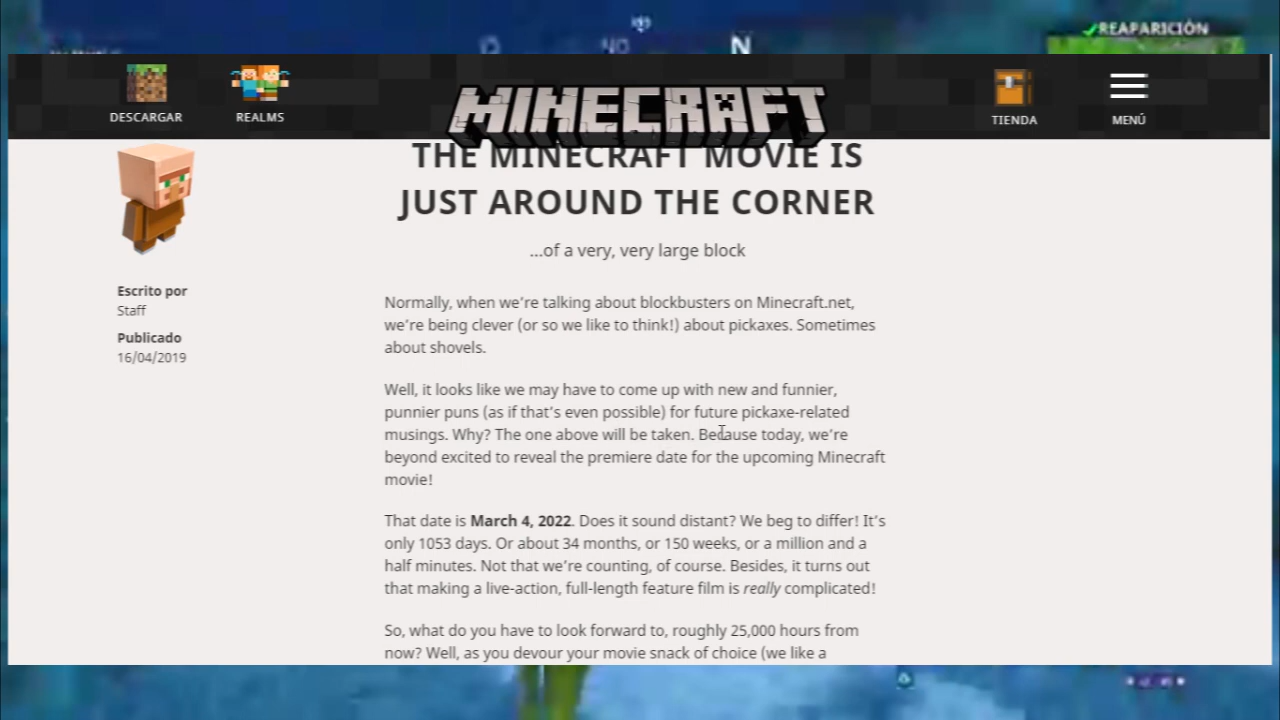 NO
N
REAPARICIÓN
DESCARGAR
REALMS
MINECRAFT
TIENDA
MENÚ
THE MINECRAFT MOVIE IS
JUST AROUND THE CORNER
...of a very, very large block
Escrito por
Staff
Publicado
16/04/2019
Normally, when we're talking about blockbusters on Minecraft.net,
we're being clever (or so we like to think!) about pickaxes. Sometimes
about shovels.
Well, it looks like we may have to come up with new and funnier,
punnier puns (as if that's even possible) for future pickaxe-related
musings. Why? The one above will be taken. Because today, we're
beyond excited to reveal the premiere date for the upcoming Minecraft
movie!
That date is March 4, 2022. Does it sound distant? We beg to differ! It's
only 1053 days. Or about 34 months, or 150 weeks, or a million and a
half minutes. Not that we're counting, of course. Besides, it turns out
that making a live-action, full-length feature film is really complicated!
So, what do you have to look forward to, roughly 25,000 hours from
now? Well, as you devour your movie snack of choice (we like a